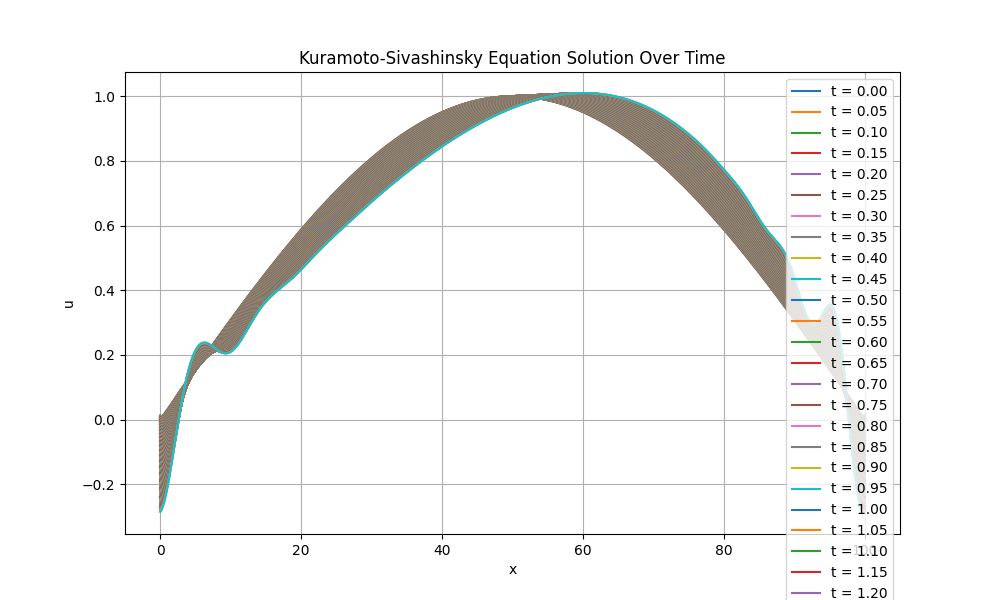 Kuramoto-Sivashinsky Equation Solution Over Time
u
1.0
0.8
0.6
0.4
0.2
0.0
−0.2
0
20
40
60
80
100
x
t = 0.00
t = 0.05
t = 0.10
t = 0.15
t = 0.20
t = 0.25
t = 0.30
t = 0.35
t = 0.40
t = 0.45
t = 0.50
t = 0.55
t = 0.60
t = 0.65
t = 0.70
t = 0.75
t = 0.80
t = 0.85
t = 0.90
t = 0.95
t = 1.00
t = 1.05
t = 1.10
t = 1.15
t = 1.20